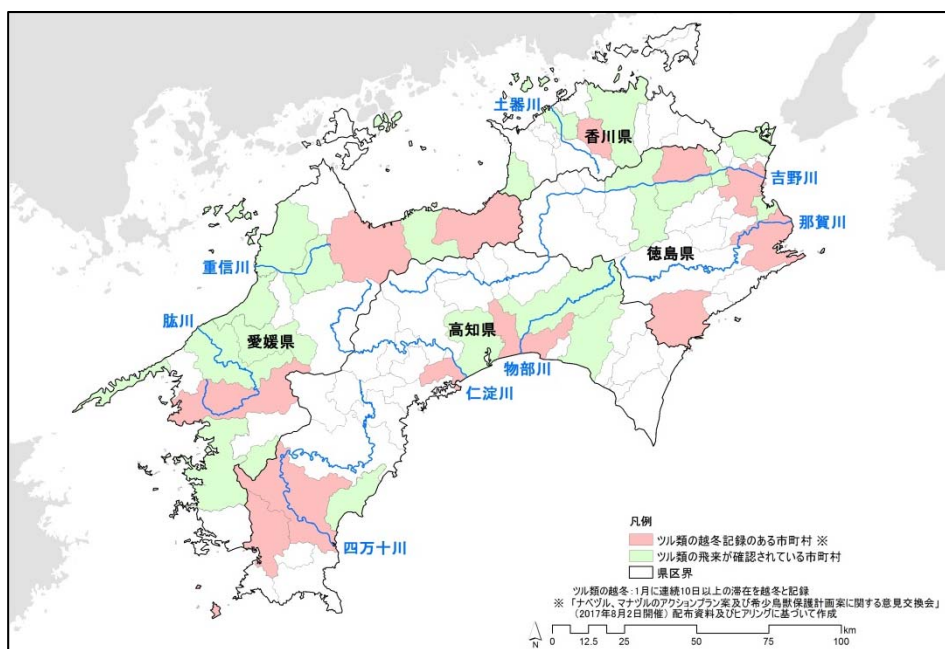 土器川
香川県
吉野川
那賀川
徳島県
重信川
肱川
愛媛県
高知県
物部川
仁淀川
四万十川
凡例
ツル類の越冬記録のある市町村 ※
ツル類の飛来が確認されている市町村
県区界
ツル類の越冬:1月に連続10日以上の滞在を越冬と記録
※ 「ナベヅル、マナヅルのアクションプラン案及び希少鳥獣保護計画案に関する意見交換会」
(2017年8月2日開催) 配布資料及びヒアリングに基づいて作成
N
km
0 12.5 25 50 75 100